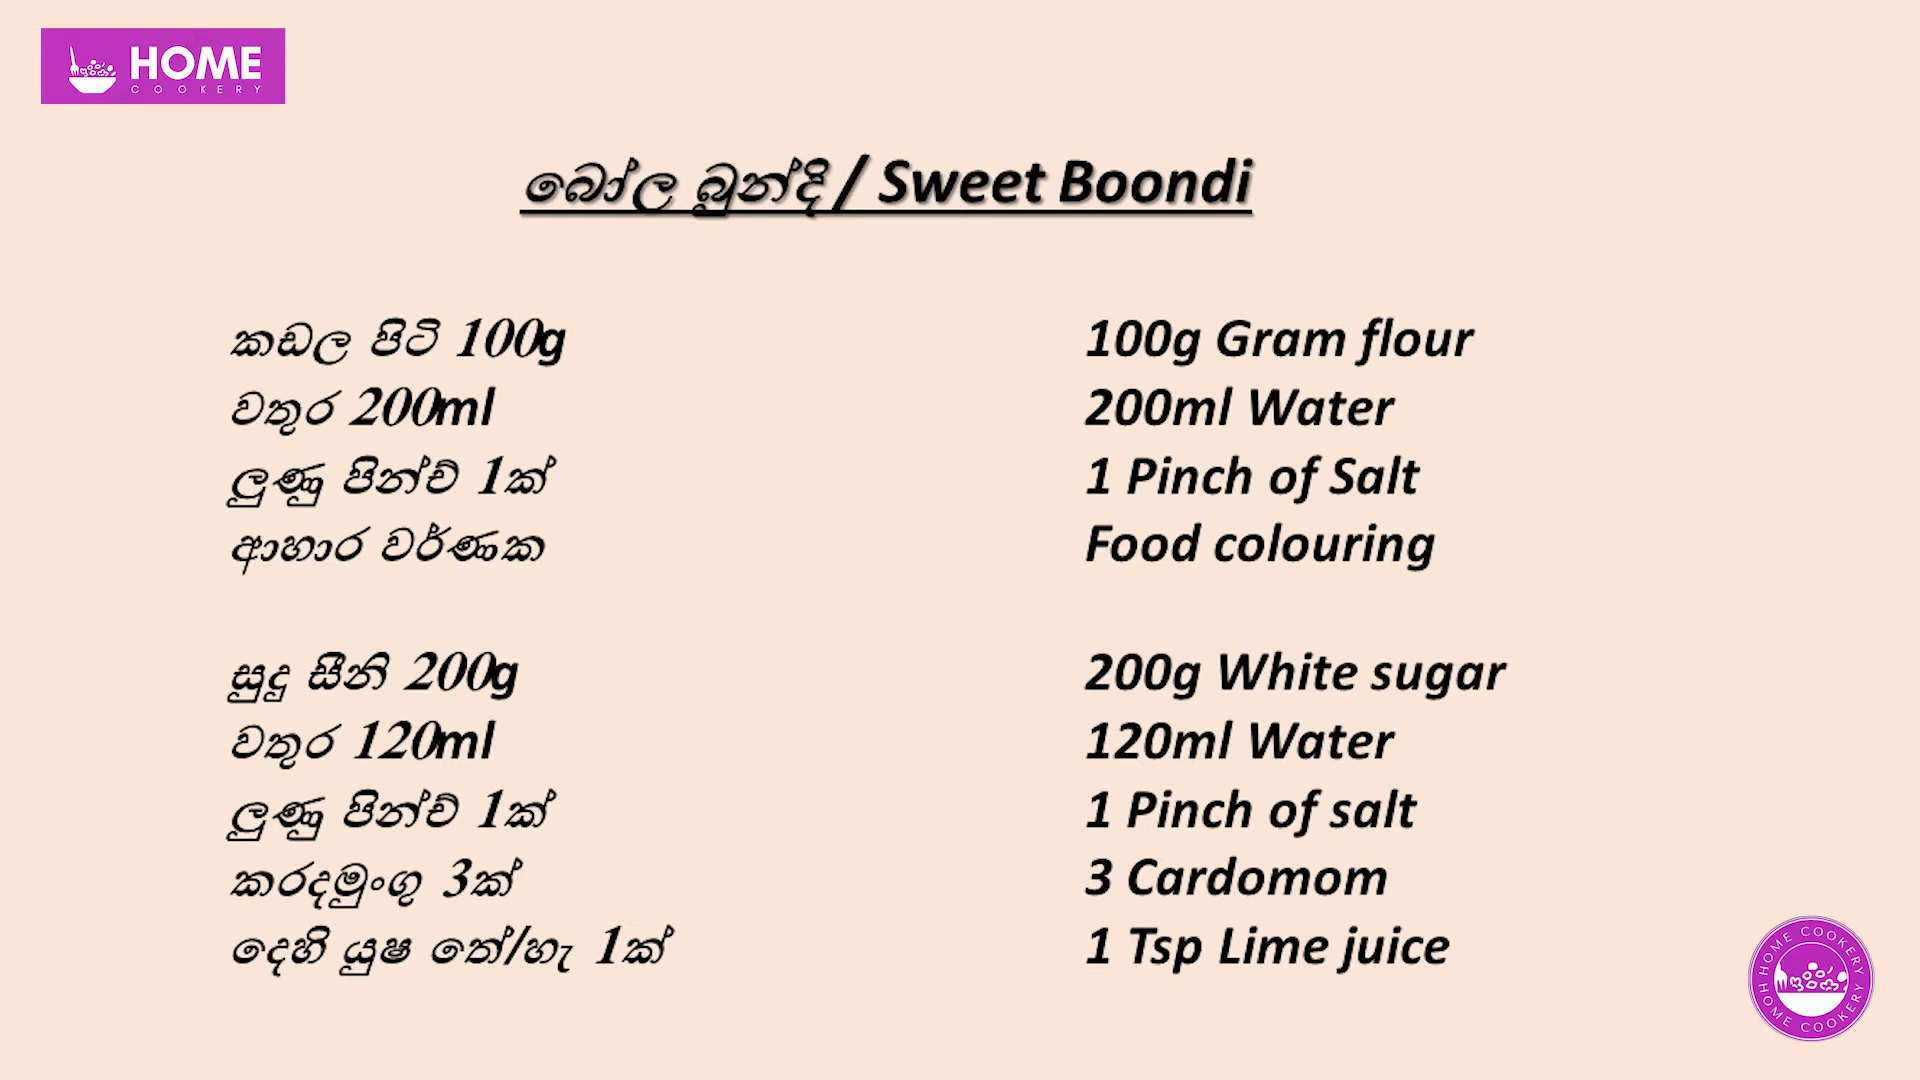 HOME
COOKERY
බෝල බුන්දි / Sweet Boondi
කඩල පිටි 100g
වතුර 200ml
ලුණු පින්ච් 1ක්
ආහාර වර්ණක
සුදු සීනි 200g
වතුර 120ml
ලුණු පින්ච් 1ක්
කරදමුංගු 3ක්
දෙහි යුෂ තේ/හැ 1ක්
100g Gram flour
200ml Water
1 Pinch of Salt
Food colouring
200g White sugar
120ml Water
1 Pinch of salt
3 Cardomom
1 Tsp Lime juice
HOME COOKERY
HOME COOKERY